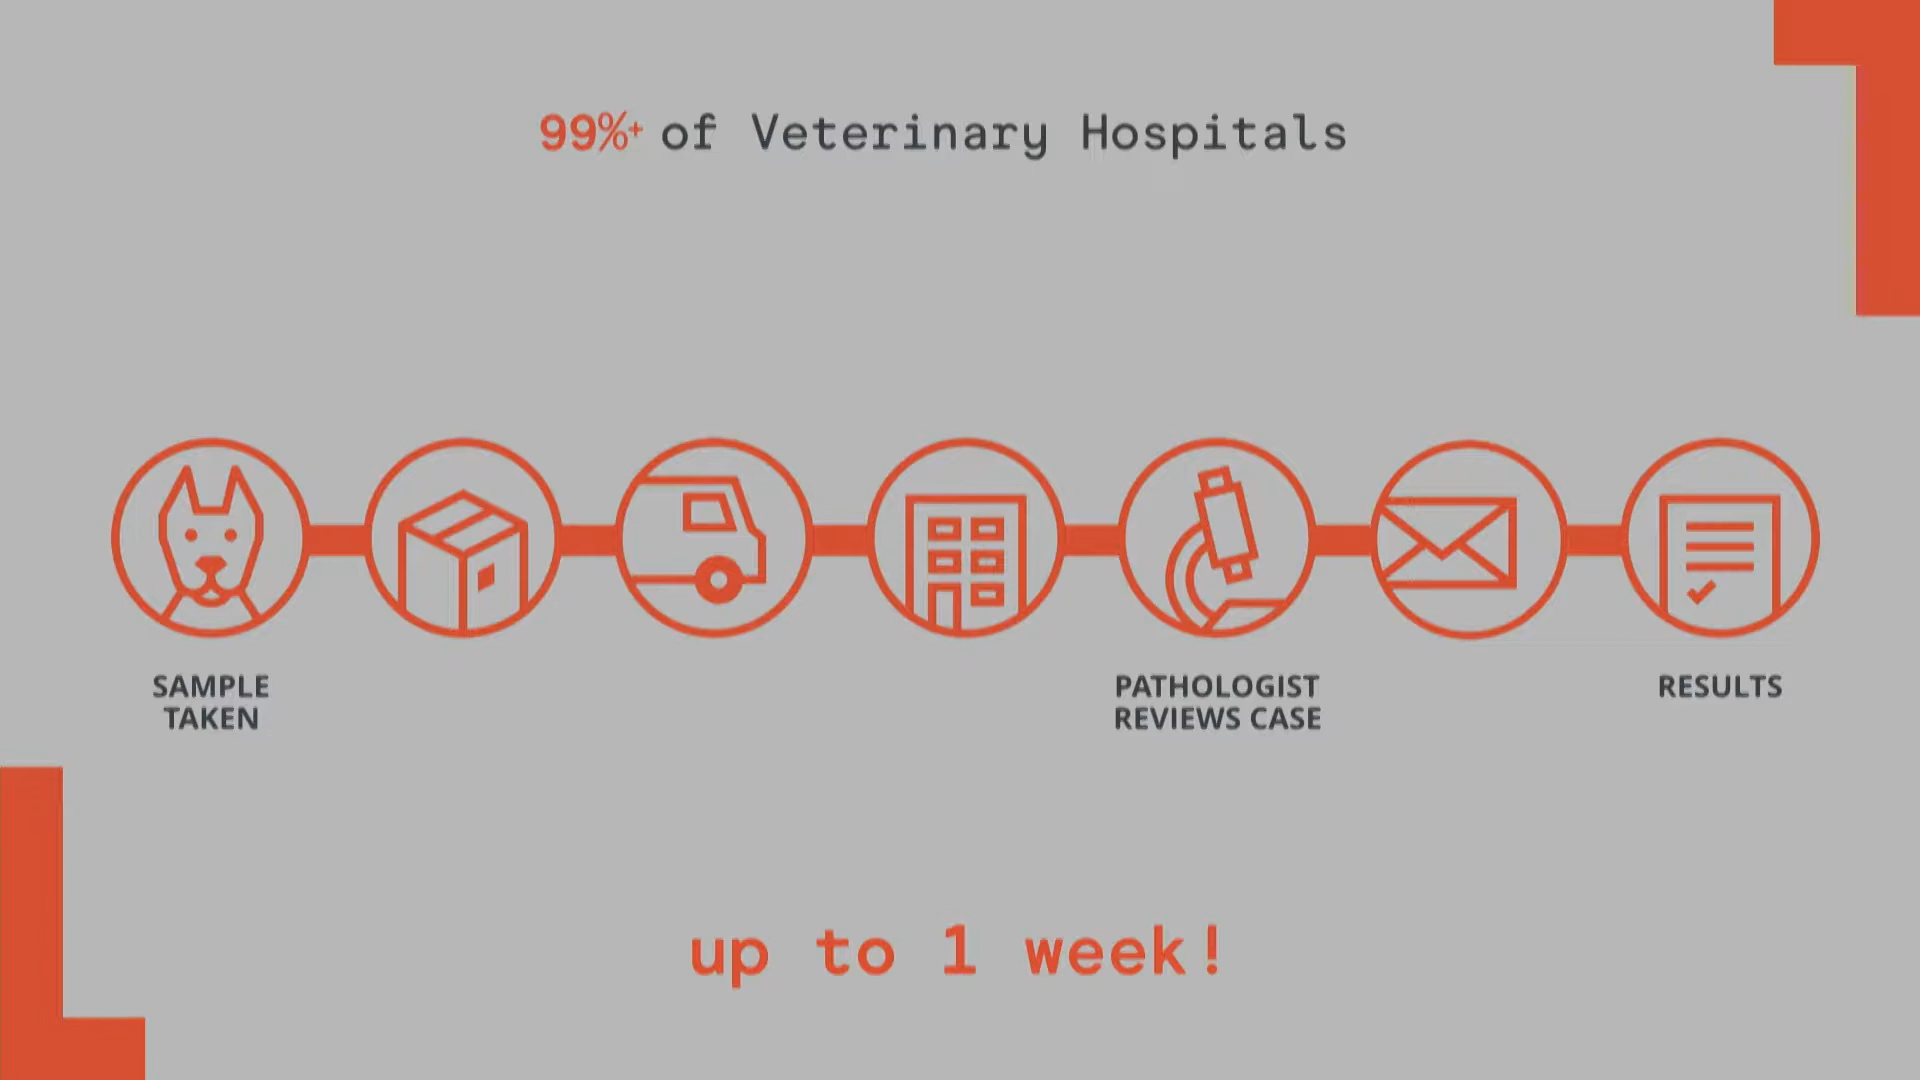 99%+ of Veterinary Hospitals
SAMPLE
TAKEN
PATHOLOGIST
REVIEWS CASE
RESULTS
up to 1 week!